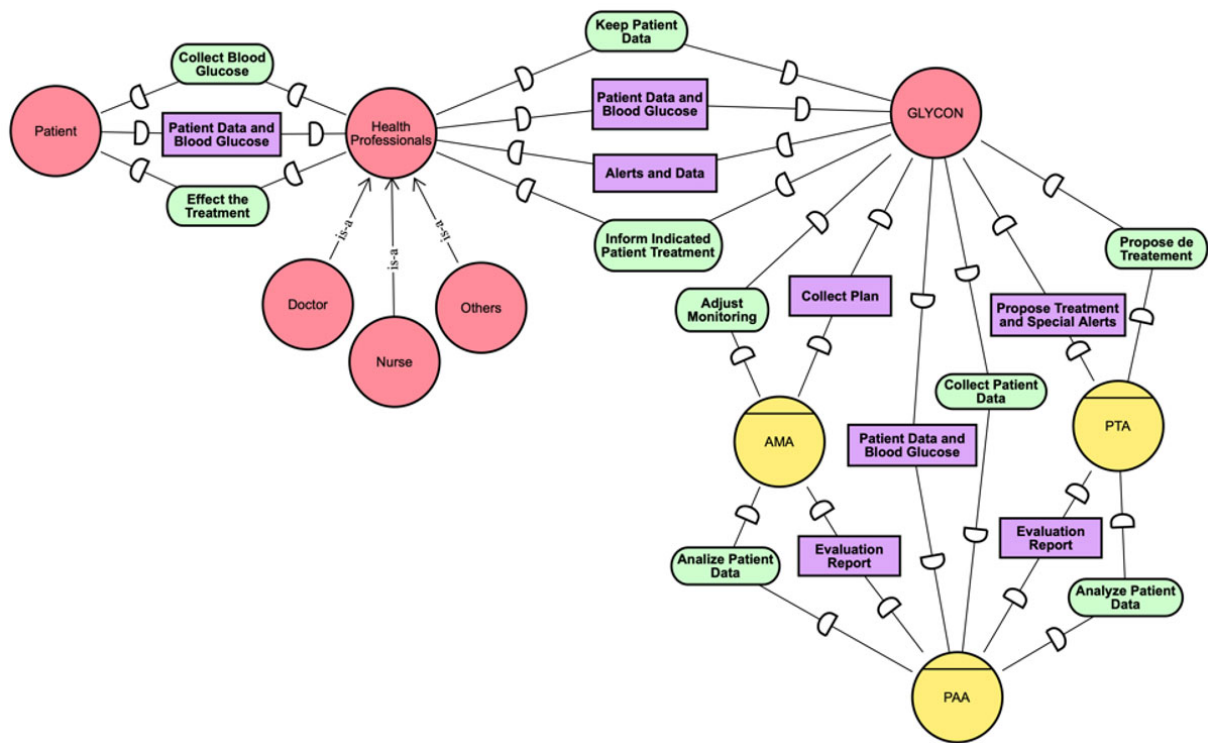 Keep Patient
Data
Collect Blood
Glucose
Patient Data and
Blood Glucose
GLYCON
Patient
Patient Data and
Blood Glucose
Health
Professionals
Alerts and Data
Effect the
Treatment
Inform Indicated
Patient Treatment
Propose de
Treatement
is-a
is-a
is-a
Doctor
Others
Nurse
Adjust
Monitoring
Collect Plan
Propose Treatment
and Special Alerts
Collect Patient
Data
AMA
Patient Data and
Blood Glucose
PTA
Analize Patient
Data
Evaluation
Report
Evaluation
Report
Analyze Patient
Data
PAA